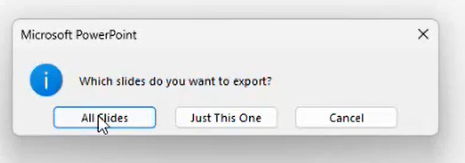 Microsoft PowerPoint
Which slides do you want to export?
All Slides
Just This One
Cancel